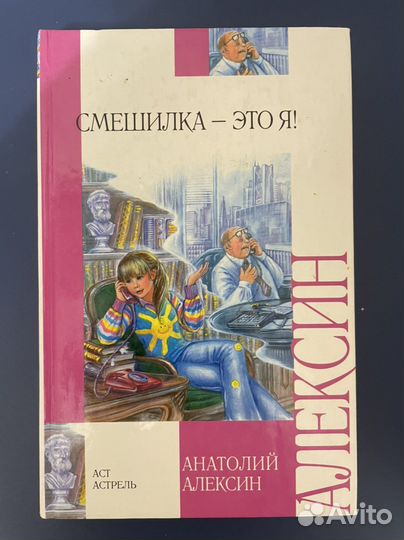 СМЕШИЛКА – ЭТО Я!
АЛЕКСИН
АНАТОЛИЙ
АЛЕКСИН
АСТ
АСТРЕЛЬ
Avito